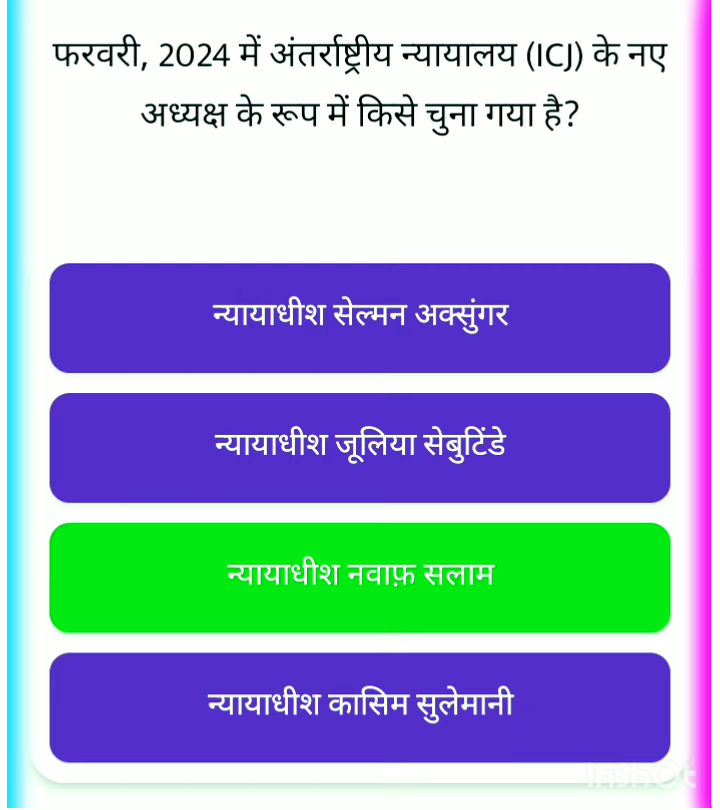 फरवरी, 2024 में अंतर्राष्ट्रीय न्यायालय (ICJ) के नए
अध्यक्ष के रूप में किसे चुना गया है?
न्यायाधीश सेल्मन अक्सुंगर
न्यायाधीश जूलिया सेबुटिंडे
न्यायाधीश नवाफ़ सलाम
न्यायाधीश कासिम सुलेमानी
InShOt